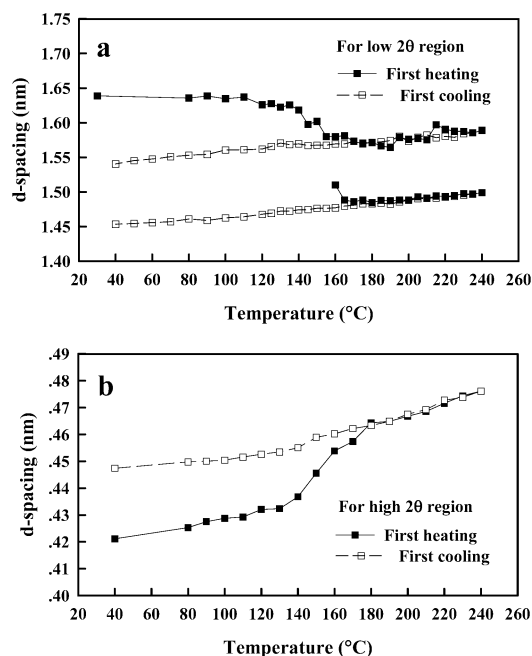 a
For low 2θ region
First heating
First cooling
d-spacing (nm)
1.75
1.70
1.65
1.60
1.55
1.50
1.45
1.40
20 40 60 80 100 120 140 160 180 200 220 240 260
Temperature (°C)
b
d-spacing (nm)
.49
.48
.47
.46
.45
.44
.43
.42
.41
.40
For high 2θ region
First heating
First cooling
20 40 60 80 100 120 140 160 180 200 220 240 260
Temperature (°C)